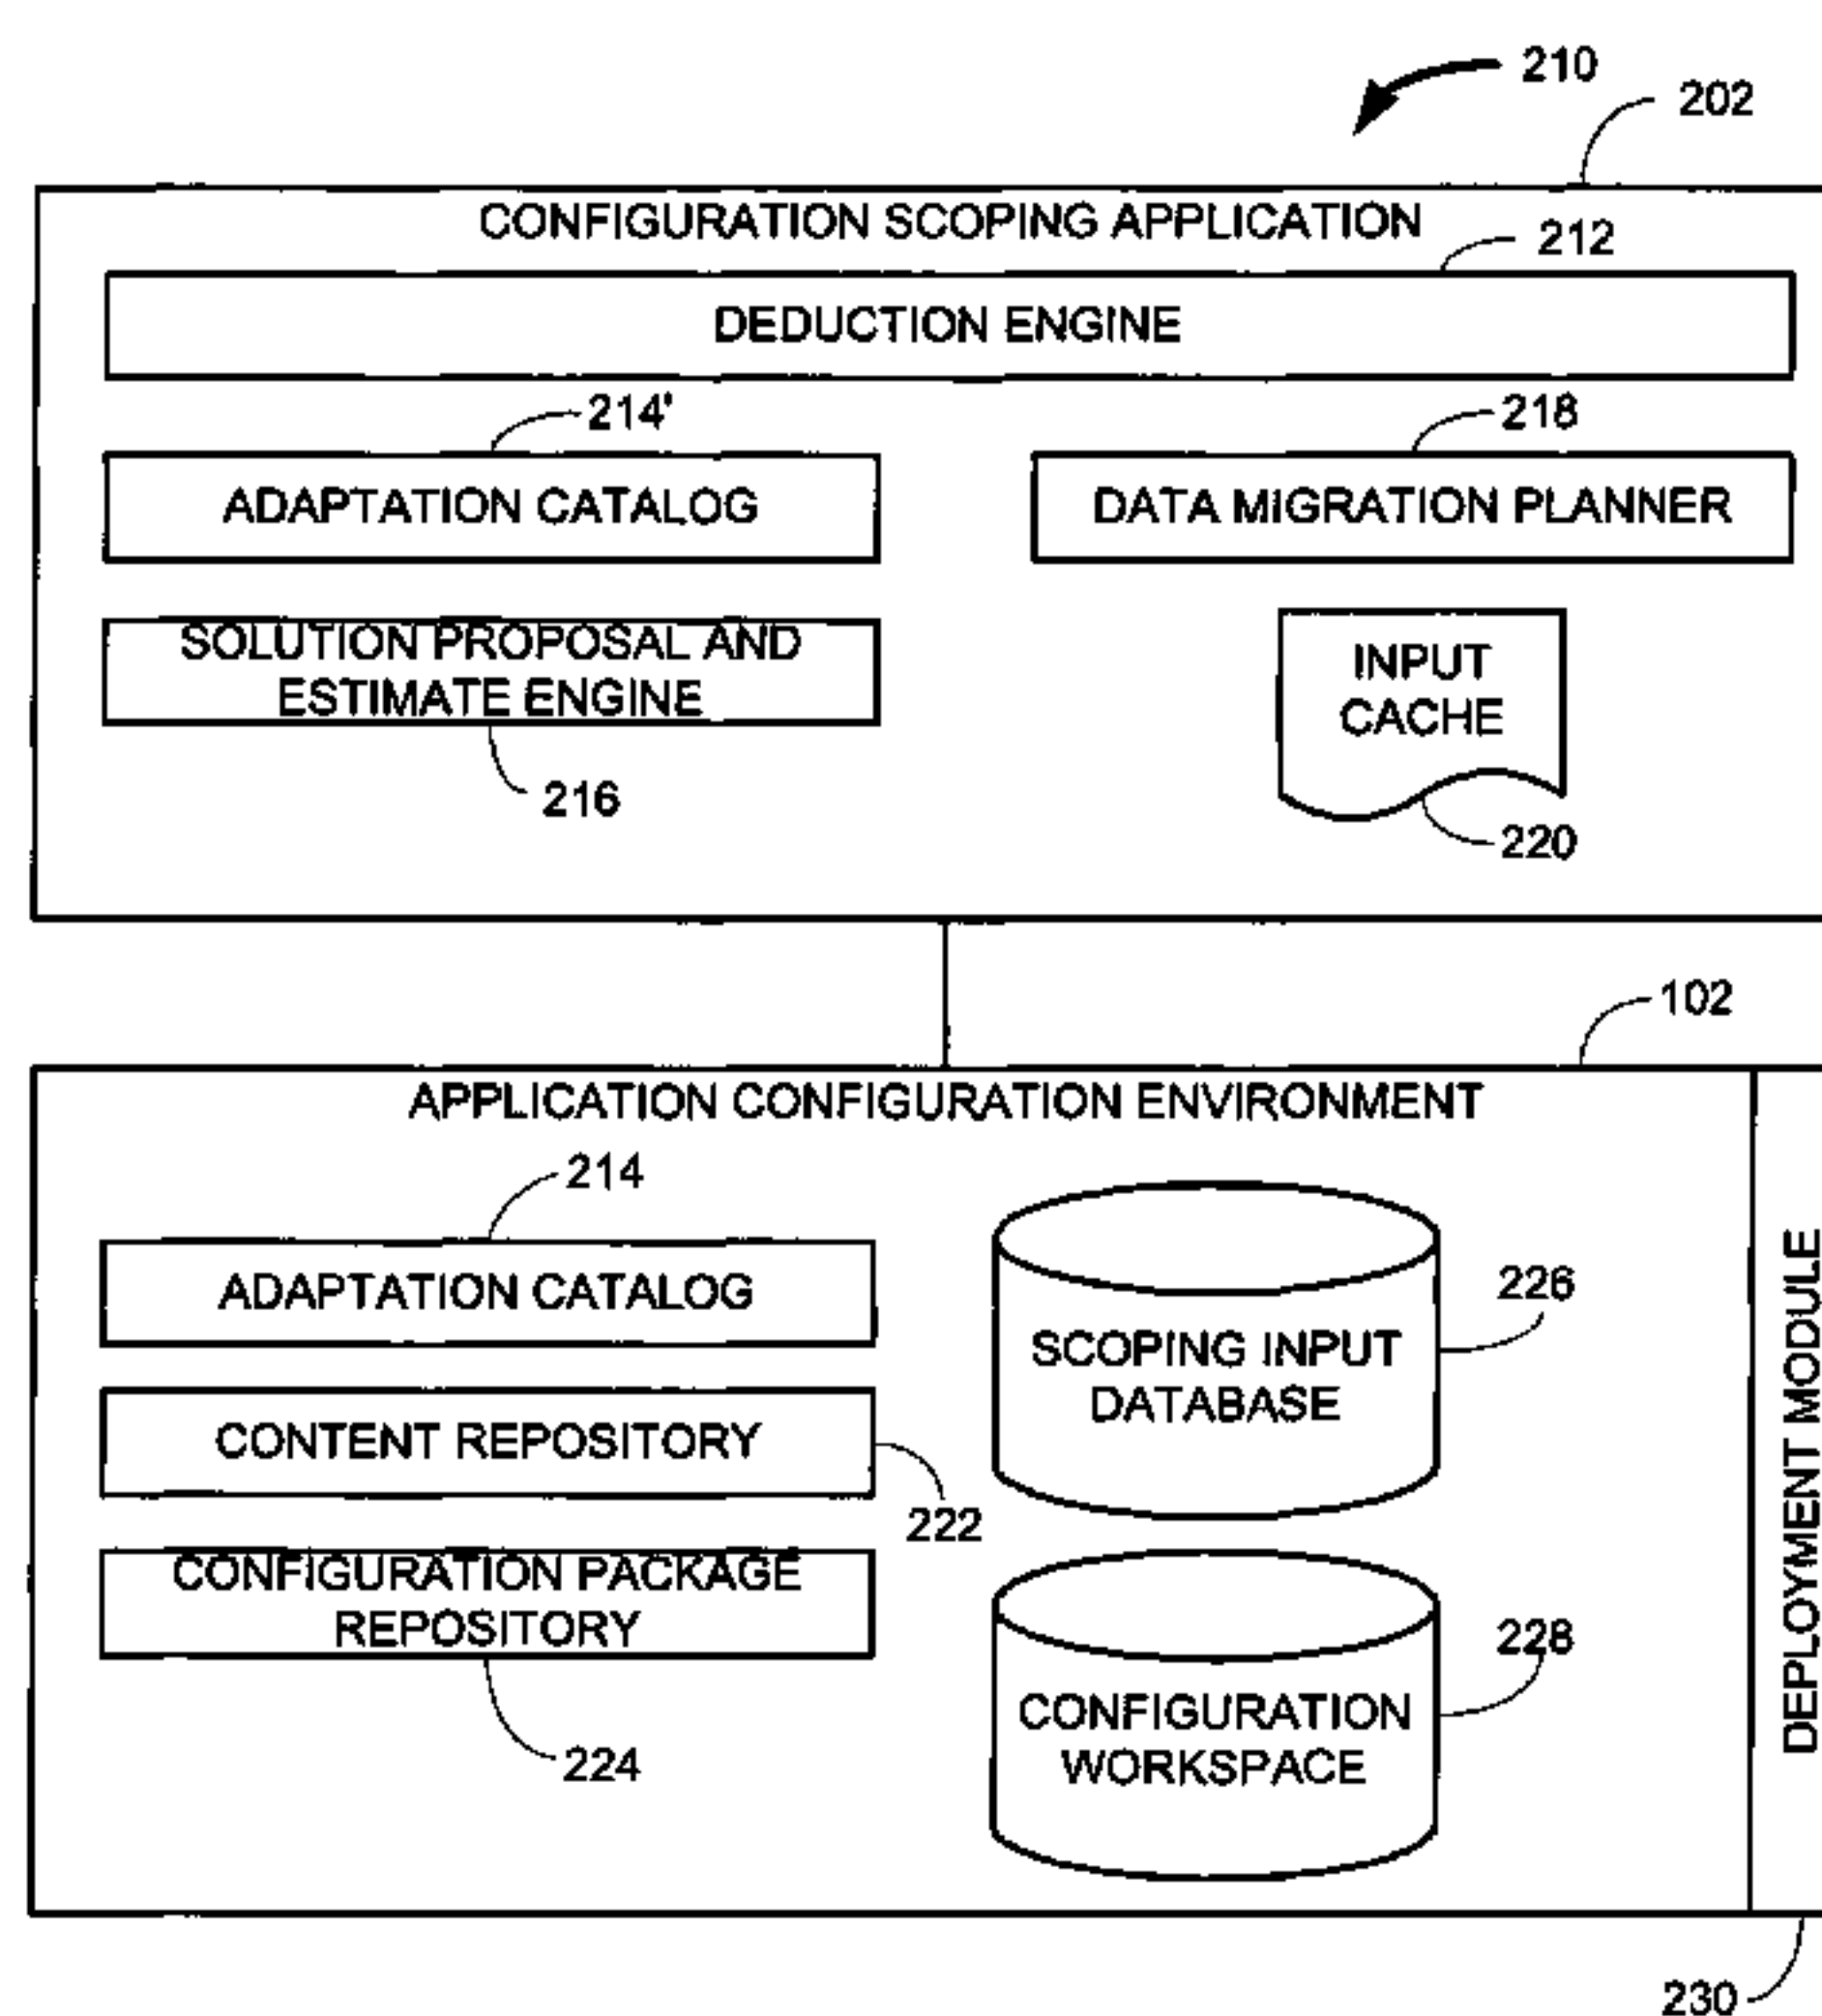 210
202
CONFIGURATION SCOPING APPLICATION
212
DEDUCTION ENGINE
214'
218
ADAPTATION CATALOG
DATA MIGRATION PLANNER
SOLUTION PROPOSAL AND
ESTIMATE ENGINE
INPUT
CACHE
216
220
102
APPLICATION CONFIGURATION ENVIRONMENT
214
ADAPTATION CATALOG
226
SCOPING INPUT
DATABASE
CONTENT REPOSITORY
222
CONFIGURATION PACKAGE
REPOSITORY
228
CONFIGURATION
WORKSPACE
224
DEPLOYMENT MODULE
230